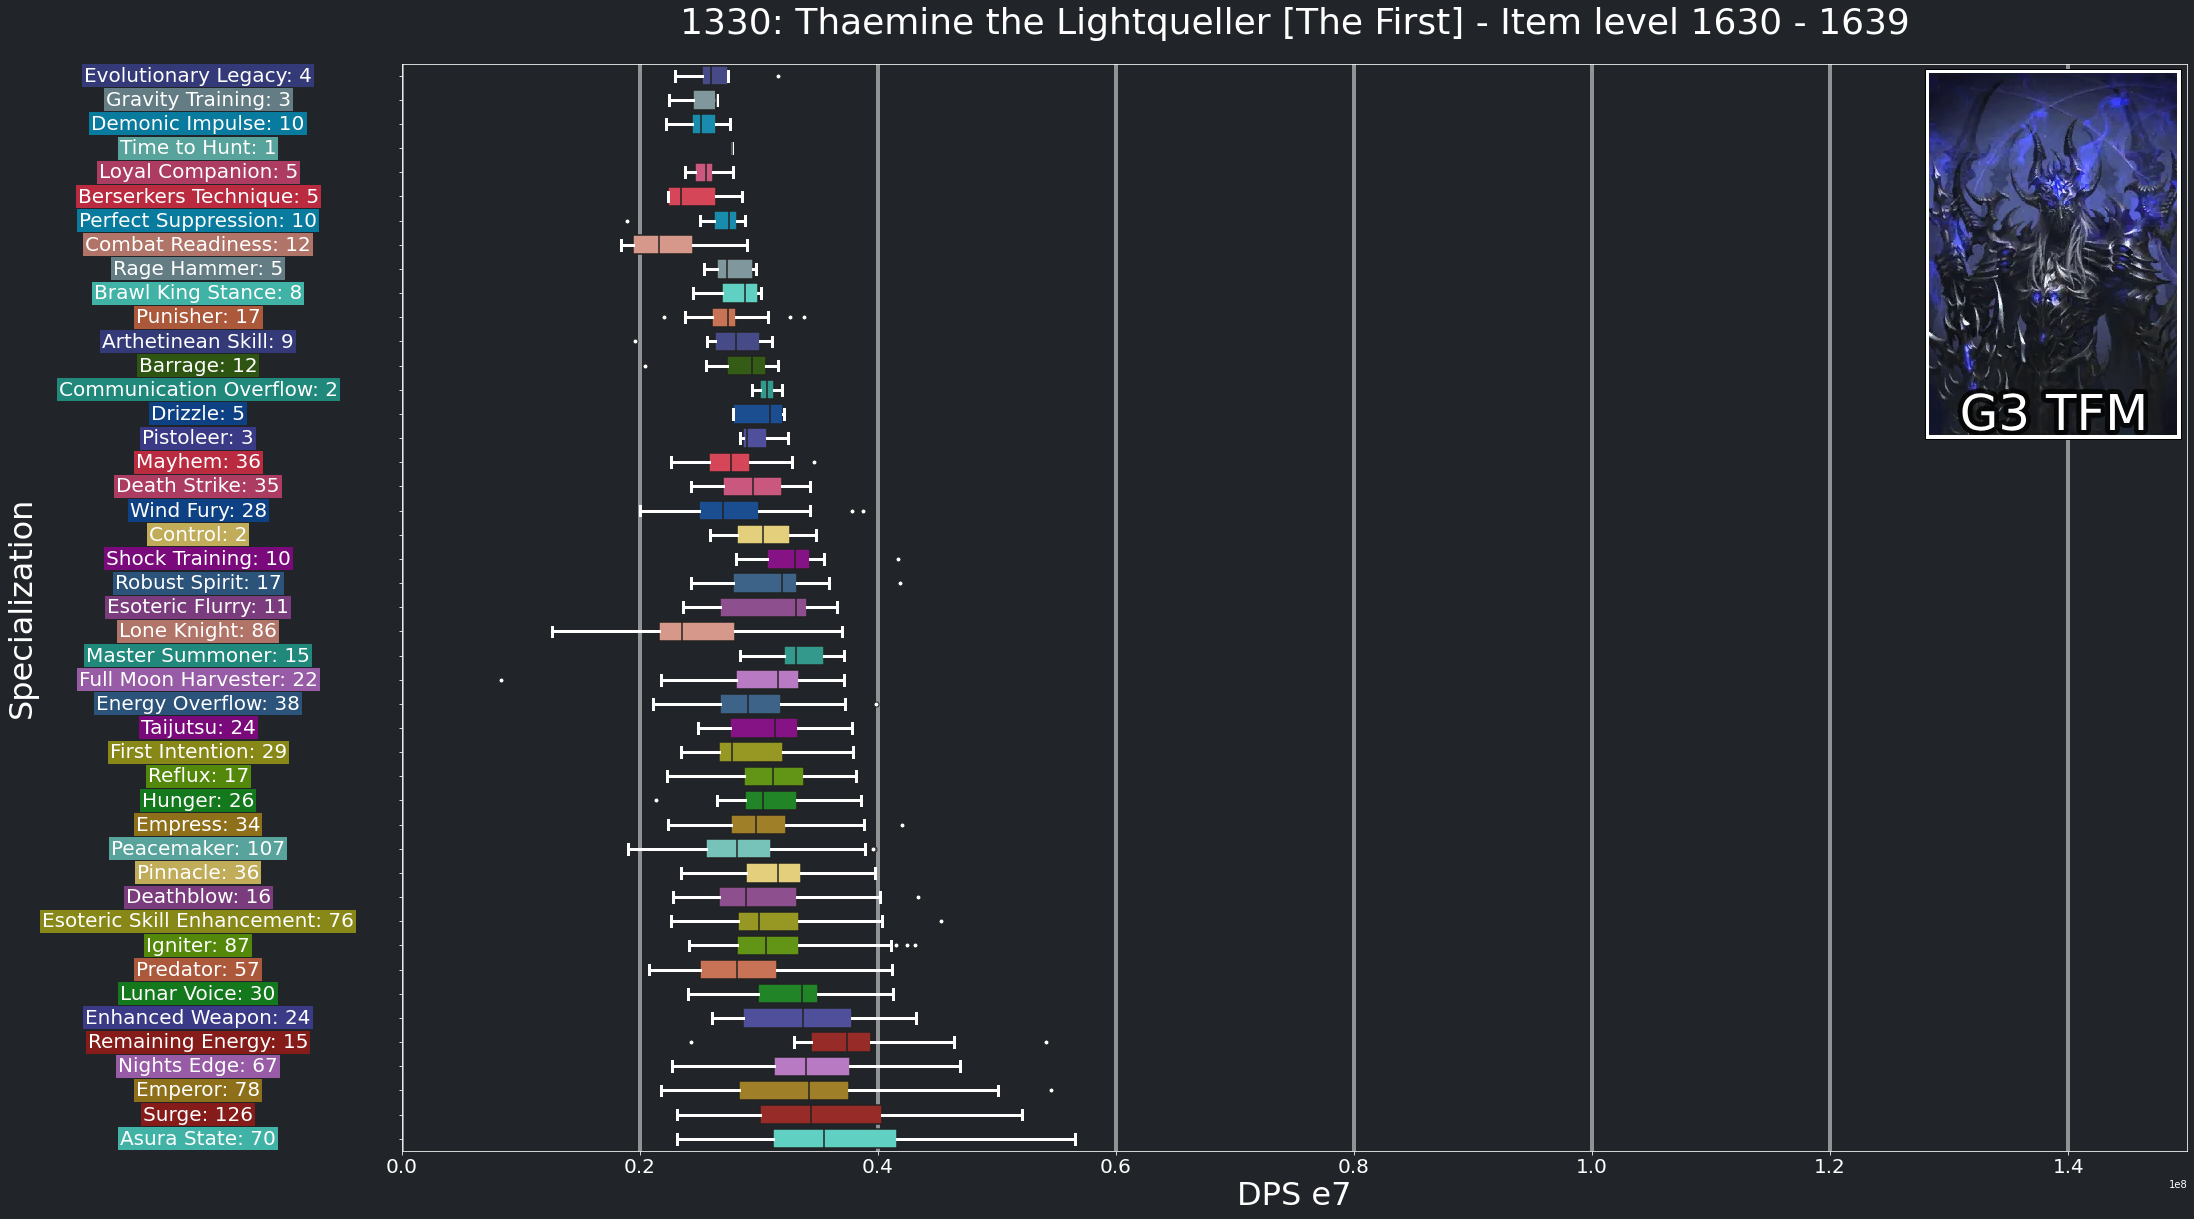 1330: Thaemine the Lightqueller [The First] - Item level 1630 - 1639
Evolutionary Legacy: 4
Gravity Training: 3
Demonic Impulse: 10
Time to Hunt: 1
Loyal Companion: 5
Berserkers Technique: 5
Perfect Suppression: 10
Combat Readiness: 12
Rage Hammer: 5
Brawl King Stance: 8
Punisher: 17
Arthetinean Skill: 9
Barrage: 12
Communication Overflow: 2
Drizzle: 5
Pistoleer: 3
Mayhem: 36
Death Strike: 35
Wind Fury: 28
Control: 2
Shock Training: 10
Robust Spirit: 17
Esoteric Flurry: 11
Lone Knight: 86
Master Summoner: 15
Full Moon Harvester: 22
Energy Overflow: 38
Taijutsu: 24
First Intention: 29
Reflux: 17
Hunger: 26
Empress: 34
Peacemaker: 107
Pinnacle: 36
Deathblow: 16
Esoteric Skill Enhancement: 76
Igniter: 87
Predator: 57
Lunar Voice: 30
Enhanced Weapon: 24
Remaining Energy: 15
Nights Edge: 67
Emperor: 78
Surge: 126
Asura State: 70
Specialization
G3 TFM
0.0 0.2 0.4 0.6 0.8 1.0 1.2 1.4
DPS e7
1e8